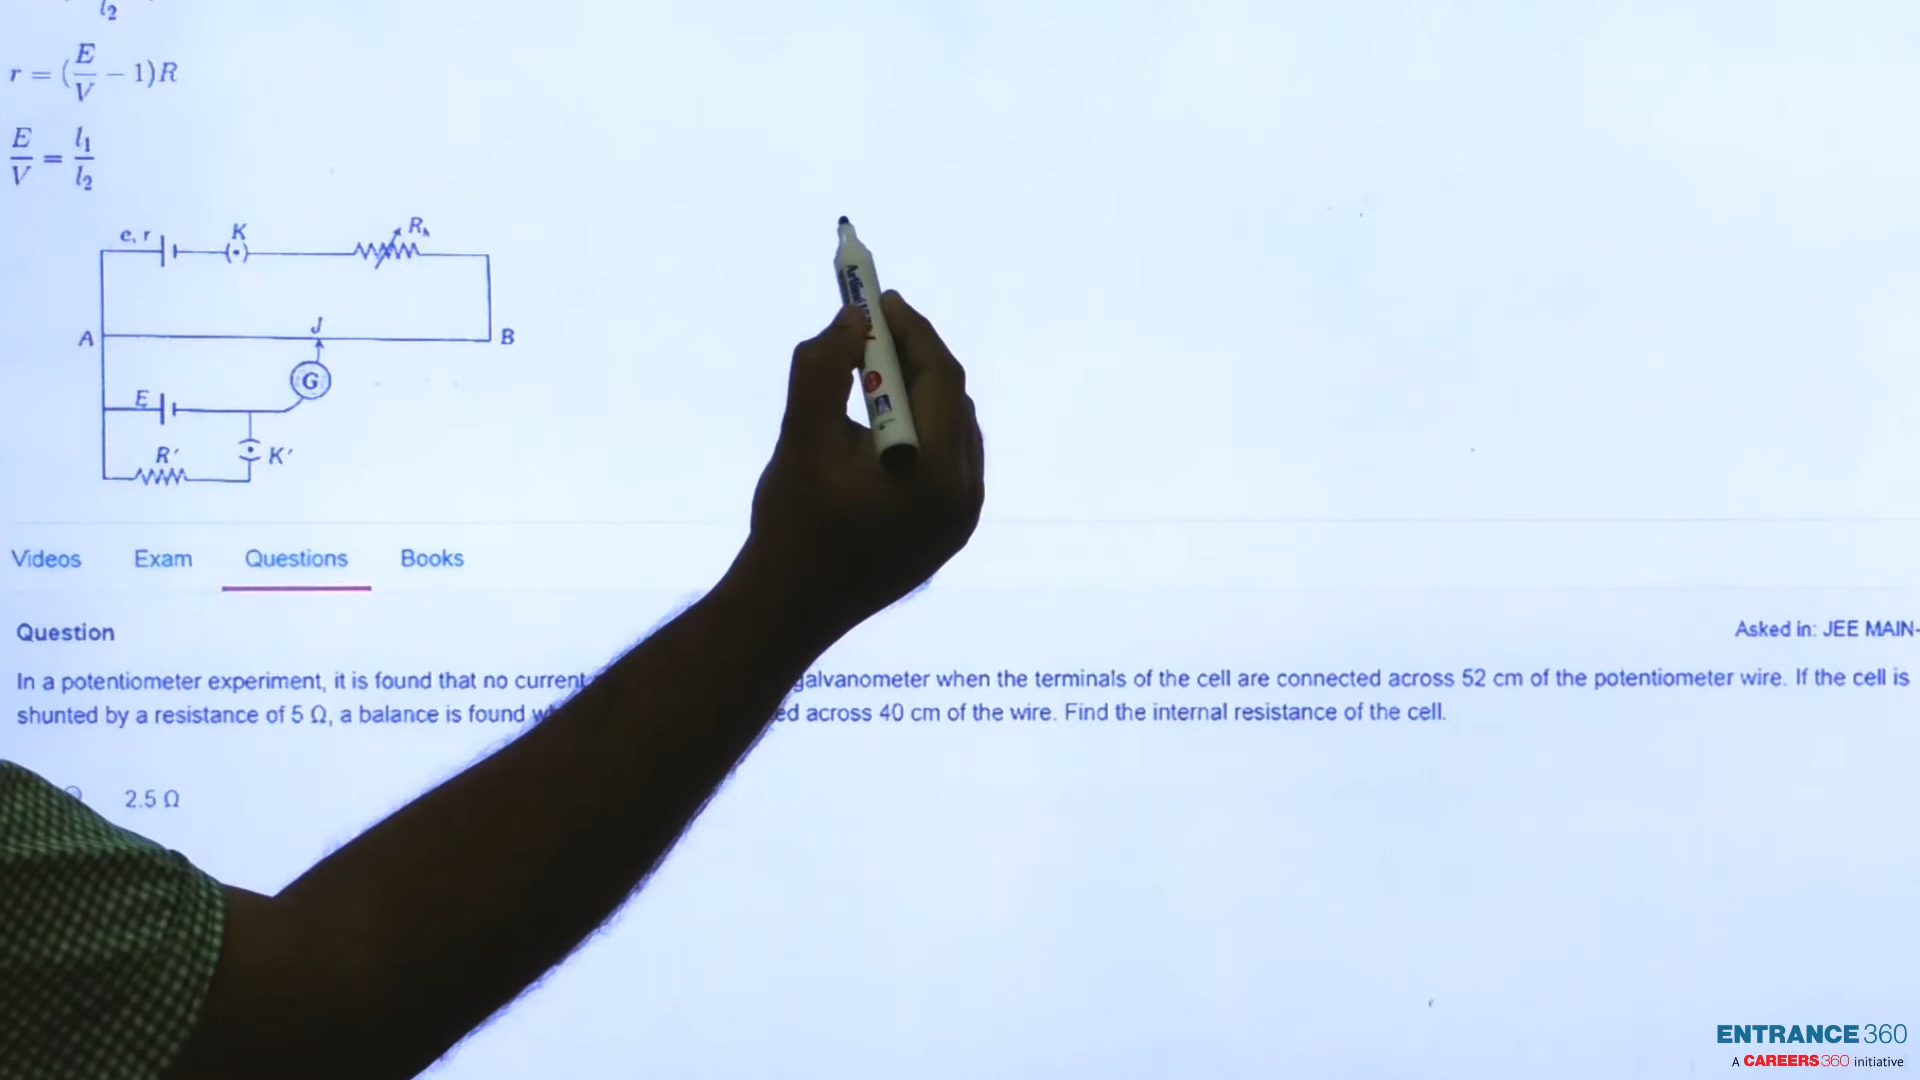 l₂
r = (E/V − 1)R
E/V = l₁/l₂
e, r
K
Rₕ
A
J
B
G
E
R′
K′
Videos Exam Questions Books
Question
Asked in: JEE MAIN-
In a potentiometer experiment, it is found that no current galvanometer when the terminals of the cell are connected across 52 cm of the potentiometer wire. If the cell is
shunted by a resistance of 5 Ω, a balance is found across 40 cm of the wire. Find the internal resistance of the cell.
2.5 Ω
ENTRANCE 360
A CAREERS360 initiative